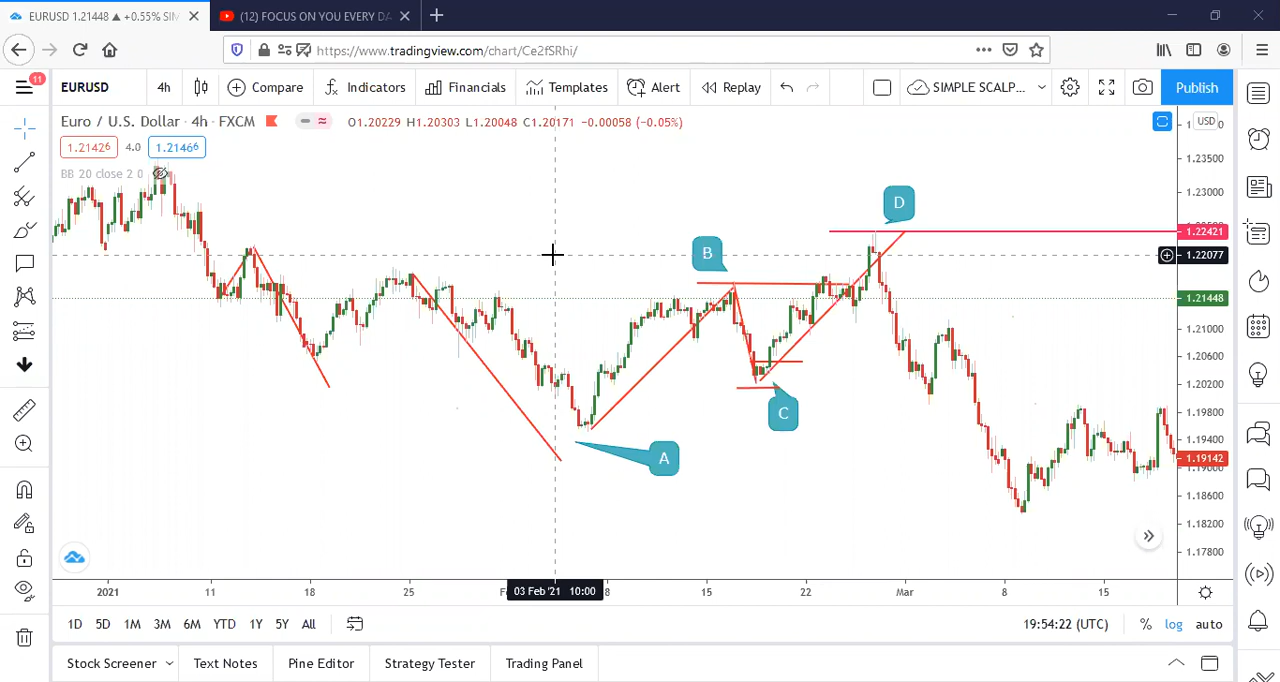 EURUSD 1.21448 ▲ +0.55% SIM
(12) FOCUS ON YOU EVERY DA
https://www.tradingview.com/chart/Ce2fSRhi/
11
EURUSD 4h Compare Indicators Financials Templates Alert Replay SIMPLE SCALP... Publish
Euro / U.S. Dollar · 4h · FXCM O1.20229 H1.20303 L1.20048 C1.20171 −0.00058 (−0.05%)
USD
1.21426 4.0 1.21466
BB 20 close 2 0
1.23500
1.23000
D
1.22421
B
1.22077
1.21448
1.21000
1.20600
1.20200
C
1.19800
1.19400
A
1.19142
1.19000
1.18600
1.18200
1.17800
2021 11 18 25 03 Feb '21 10:00 8 15 22 Mar 8 15
1D 5D 1M 3M 6M YTD 1Y 5Y All 19:54:22 (UTC) % log auto
Stock Screener Text Notes Pine Editor Strategy Tester Trading Panel